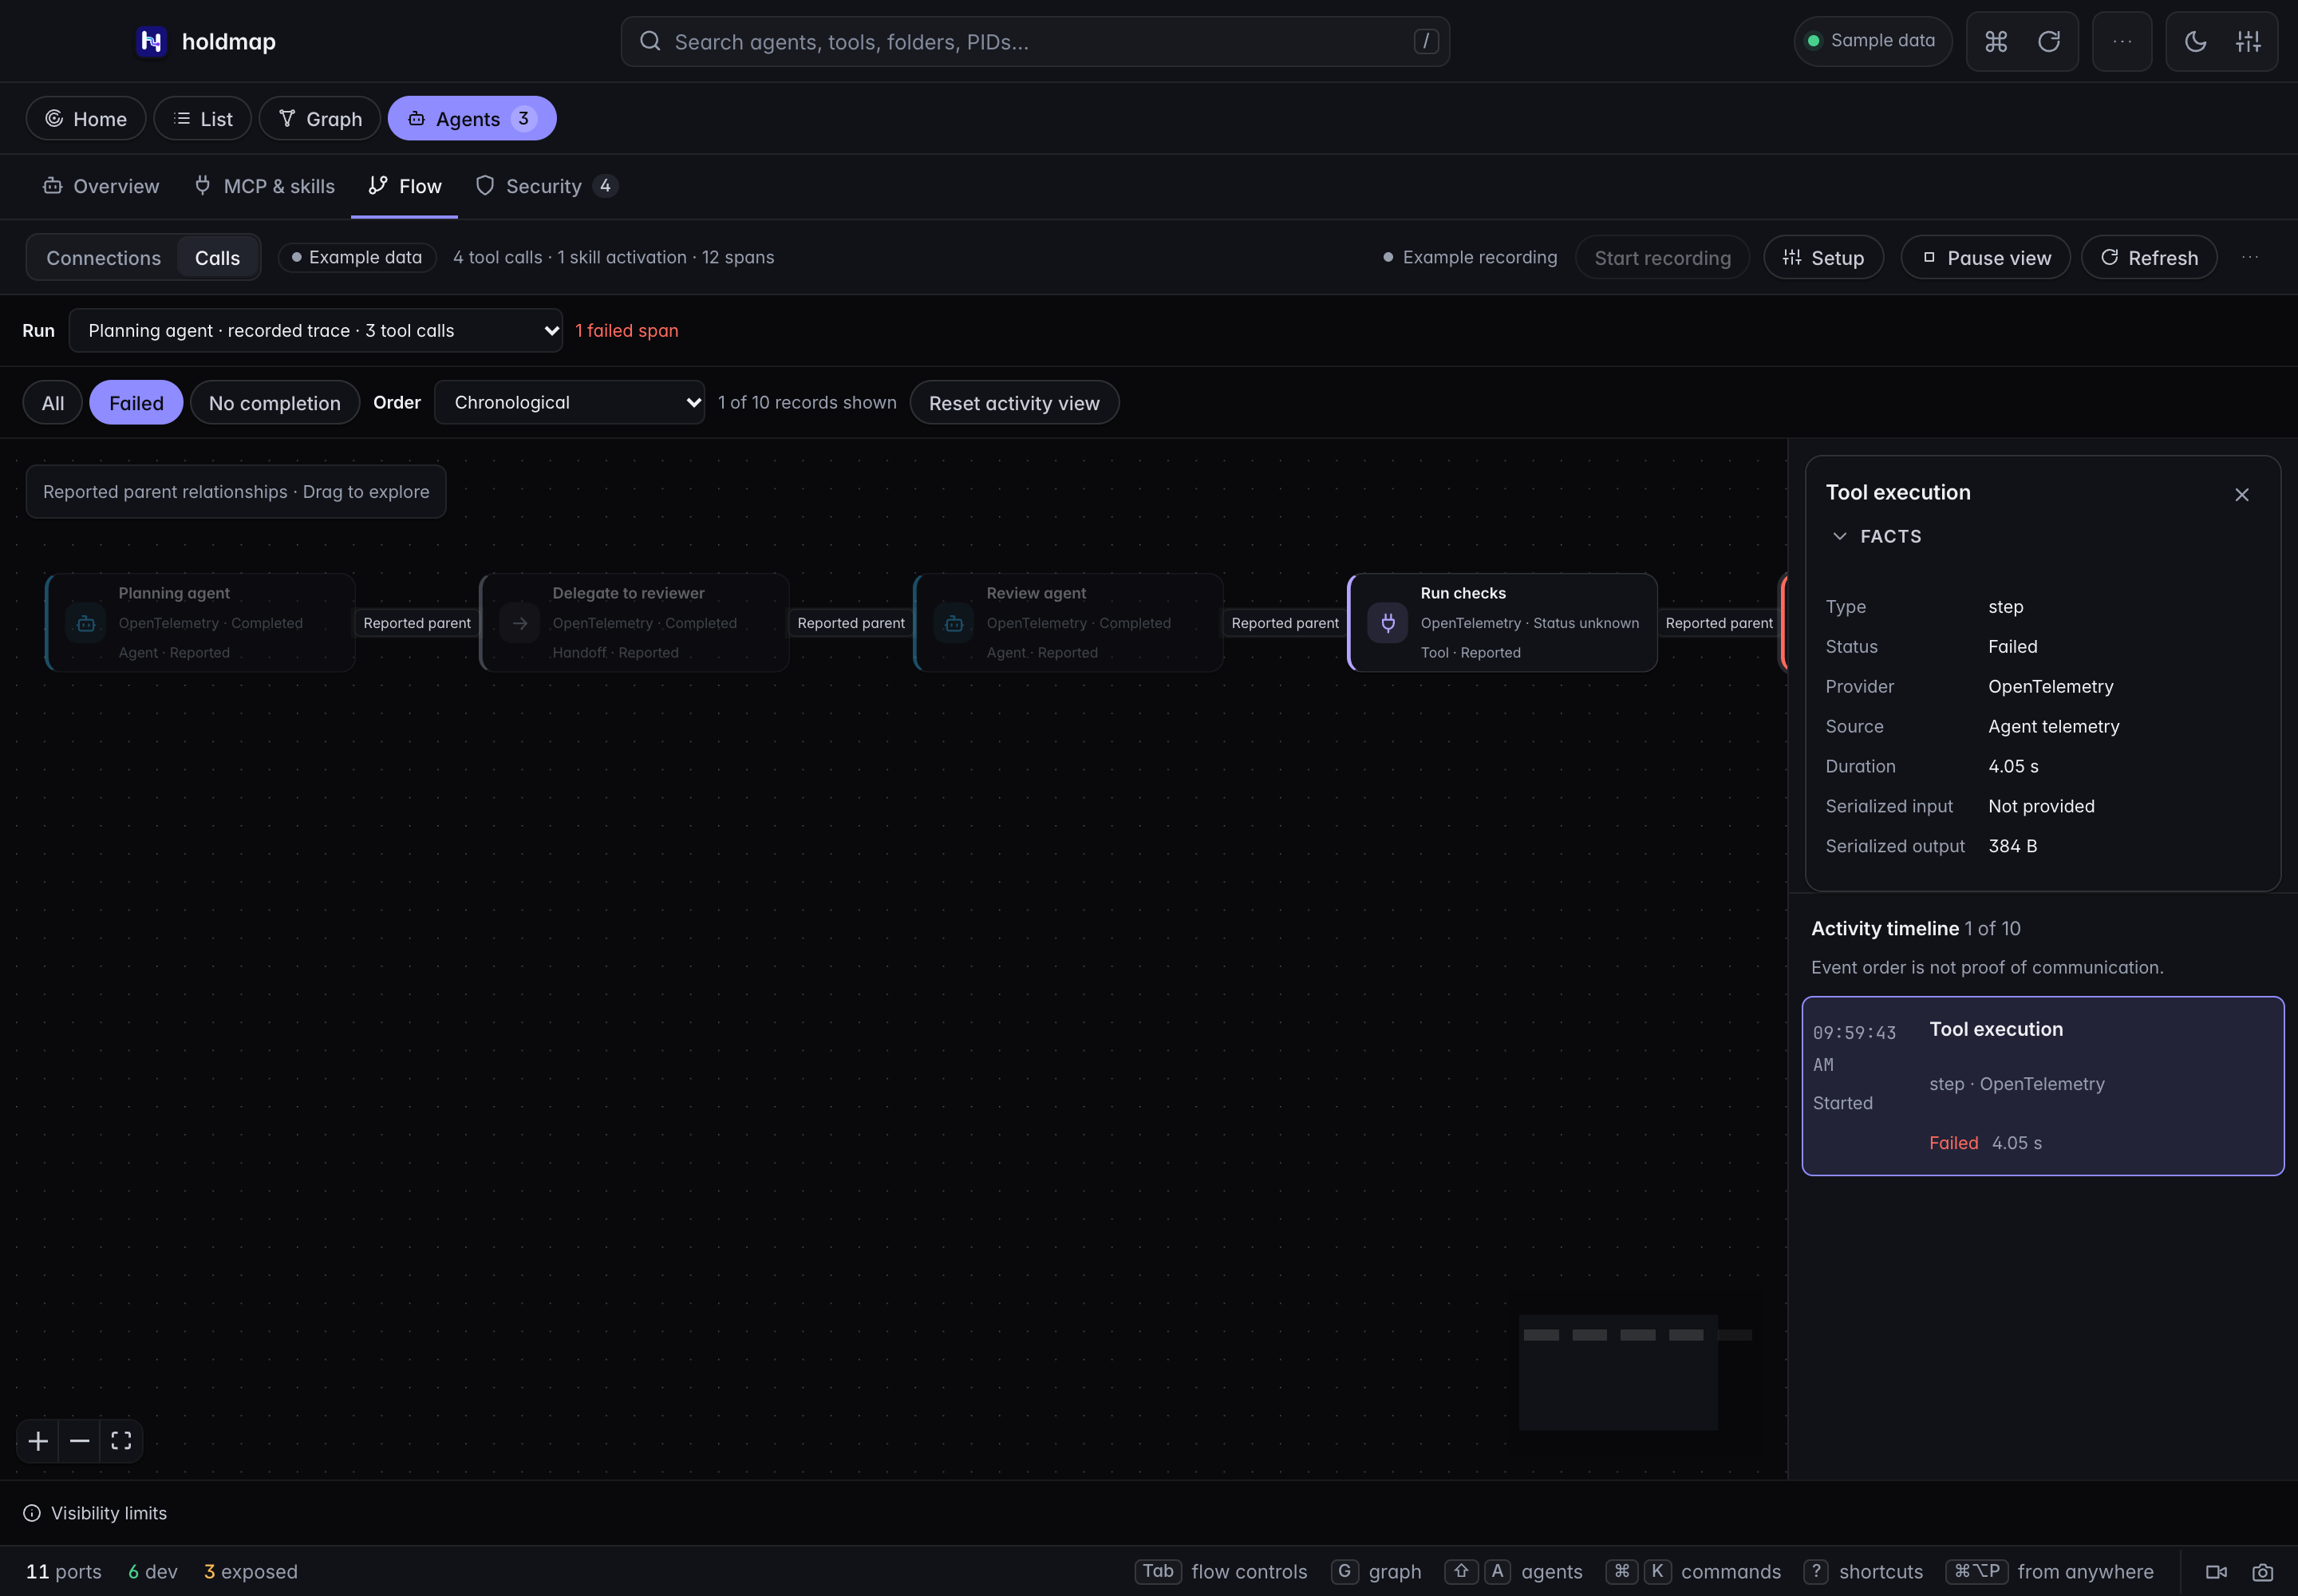 holdmap
Search agents, tools, folders, PIDs...
/
Sample data
Home
List
Graph
Agents 3
Overview
MCP & skills
Flow
Security 4
Connections
Calls
Example data
4 tool calls · 1 skill activation · 12 spans
Example recording
Start recording
Setup
Pause view
Refresh
Run
Planning agent · recorded trace · 3 tool calls
1 failed span
All
Failed
No completion
Order
Chronological
1 of 10 records shown
Reset activity view
Reported parent relationships · Drag to explore
Planning agent
OpenTelemetry · Completed
Agent · Reported
Reported parent
Delegate to reviewer
OpenTelemetry · Completed
Handoff · Reported
Reported parent
Review agent
OpenTelemetry · Completed
Agent · Reported
Reported parent
Run checks
OpenTelemetry · Status unknown
Tool · Reported
Reported parent
Tool execution
FACTS
Type step
Status Failed
Provider OpenTelemetry
Source Agent telemetry
Duration 4.05 s
Serialized input Not provided
Serialized output 384 B
Activity timeline 1 of 10
Event order is not proof of communication.
09:59:43
AM
Started
Tool execution
step · OpenTelemetry
Failed 4.05 s
Visibility limits
11 ports 6 dev 3 exposed
Tab flow controls
G graph
⇧ A agents
⌘ K commands
? shortcuts
⌘⌥P from anywhere